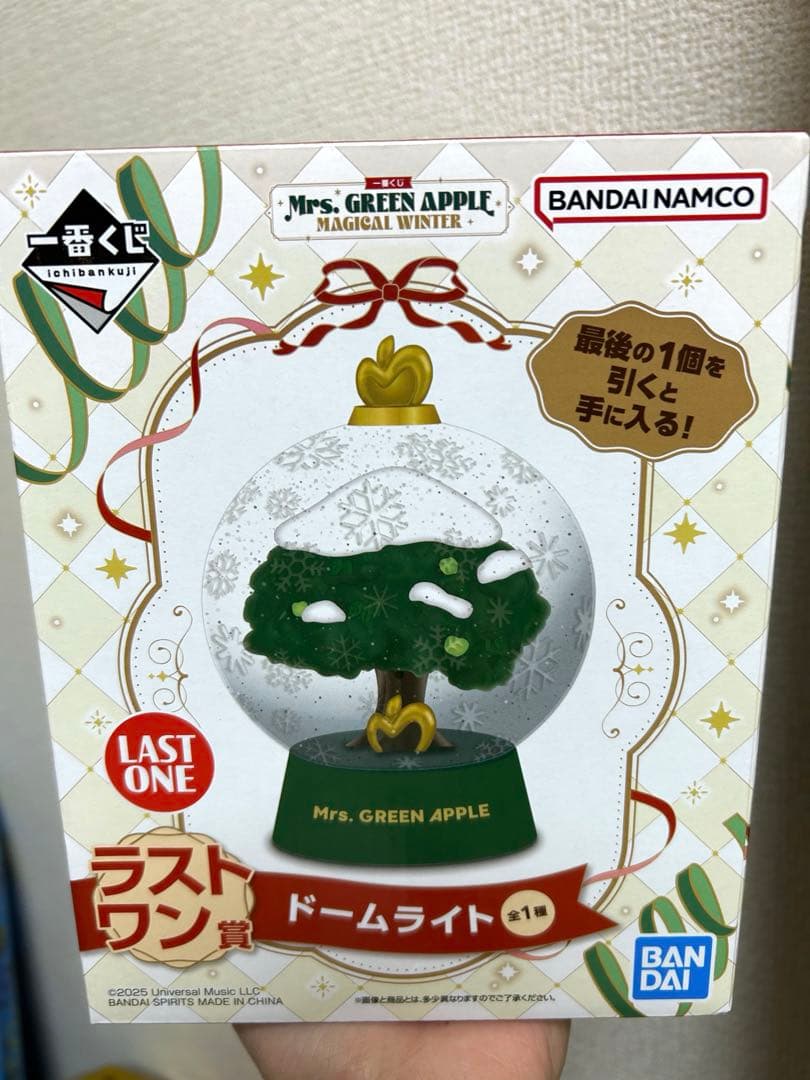 一番くじ
ichibankuji
一番くじ
Mrs. GREEN APPLE
MAGICAL WINTER
BANDAI NAMCO
最後の1個を
引くと
手に入る!
Mrs. GREEN APPLE
LAST
ONE
ラスト
ワン賞
ドームライト 全1種
BAN
DAI
©2025 Universal Music LLC
BANDAI SPIRITS MADE IN CHINA
※画像と商品とは、多少異なりますのでご了承ください。